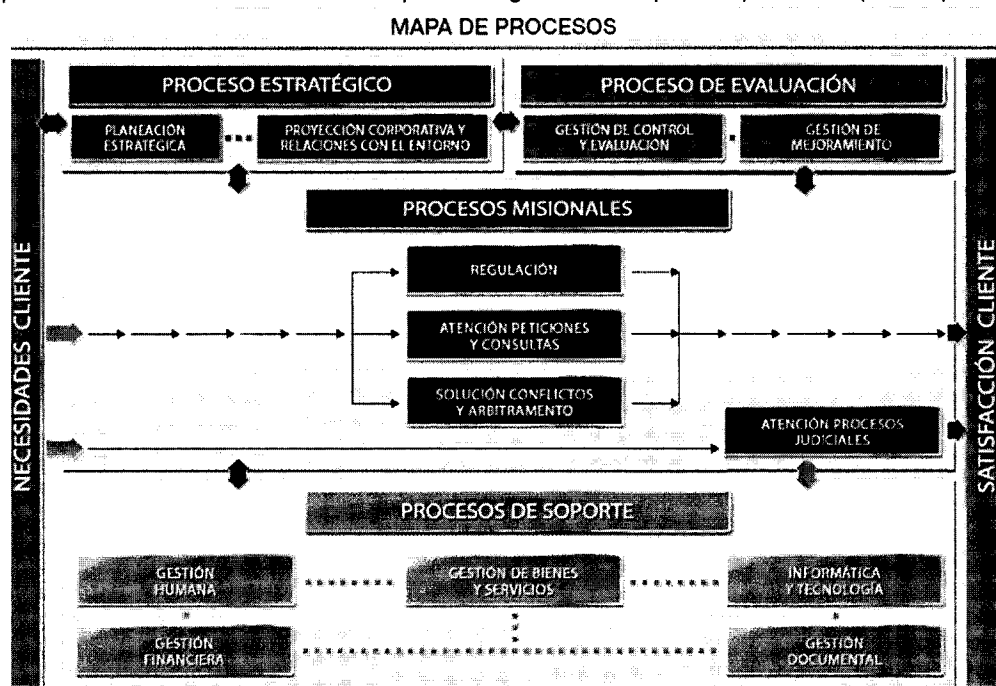 MAPA DE PROCESOS
PROCESO ESTRATÉGICO
PROCESO DE EVALUACIÓN
PLANEACIÓN
ESTRATÉGICA
PROYECCIÓN CORPORATIVA Y
RELACIONES CON EL ENTORNO
GESTIÓN DE CONTROL
Y EVALUACIÓN
GESTIÓN DE
MEJORAMIENTO
PROCESOS MISIONALES
NECESIDADES CLIENTE
REGULACIÓN
ATENCIÓN PETICIONES
Y CONSULTAS
SOLUCIÓN CONFLICTOS
Y ARBITRAMENTO
ATENCIÓN PROCESOS
JUDICIALES
SATISFACCIÓN CLIENTE
PROCESOS DE SOPORTE
GESTIÓN
HUMANA
GESTIÓN DE BIENES
Y SERVICIOS
INFORMÁTICA
Y TECNOLOGÍA
GESTIÓN
FINANCIERA
GESTIÓN
DOCUMENTAL